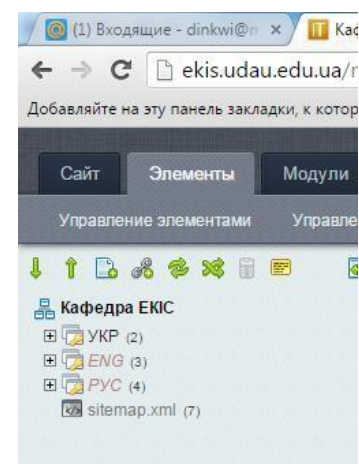 (1) Входящие - dinkwi@m
Каф
ekis.udau.edu.ua/
Добавляйте на эту панель закладки, к котор
Сайт Элементы Модули
Управление элементами Управле
Кафедра ЕКІС
УКР (2)
ENG (3)
РУС (4)
sitemap.xml (7)